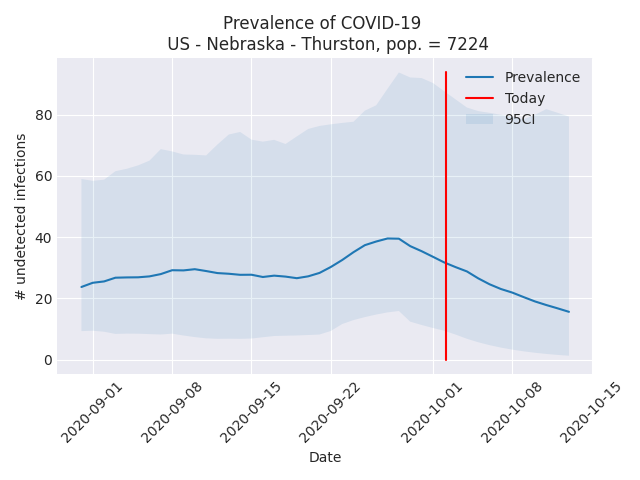 Prevalence of COVID-19
US - Nebraska - Thurston, pop. = 7224
Prevalence
Today
95CI
# undetected infections
80
60
40
20
0
2020-09-01
2020-09-08
2020-09-15
2020-09-22
2020-10-01
2020-10-08
2020-10-15
Date